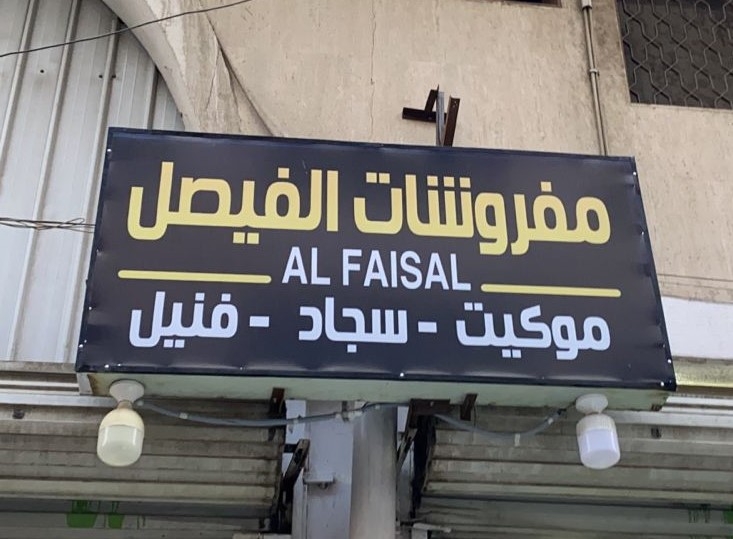 مفروشات الفيصل
AL FAISAL
موكيت - سجاد - فنيل